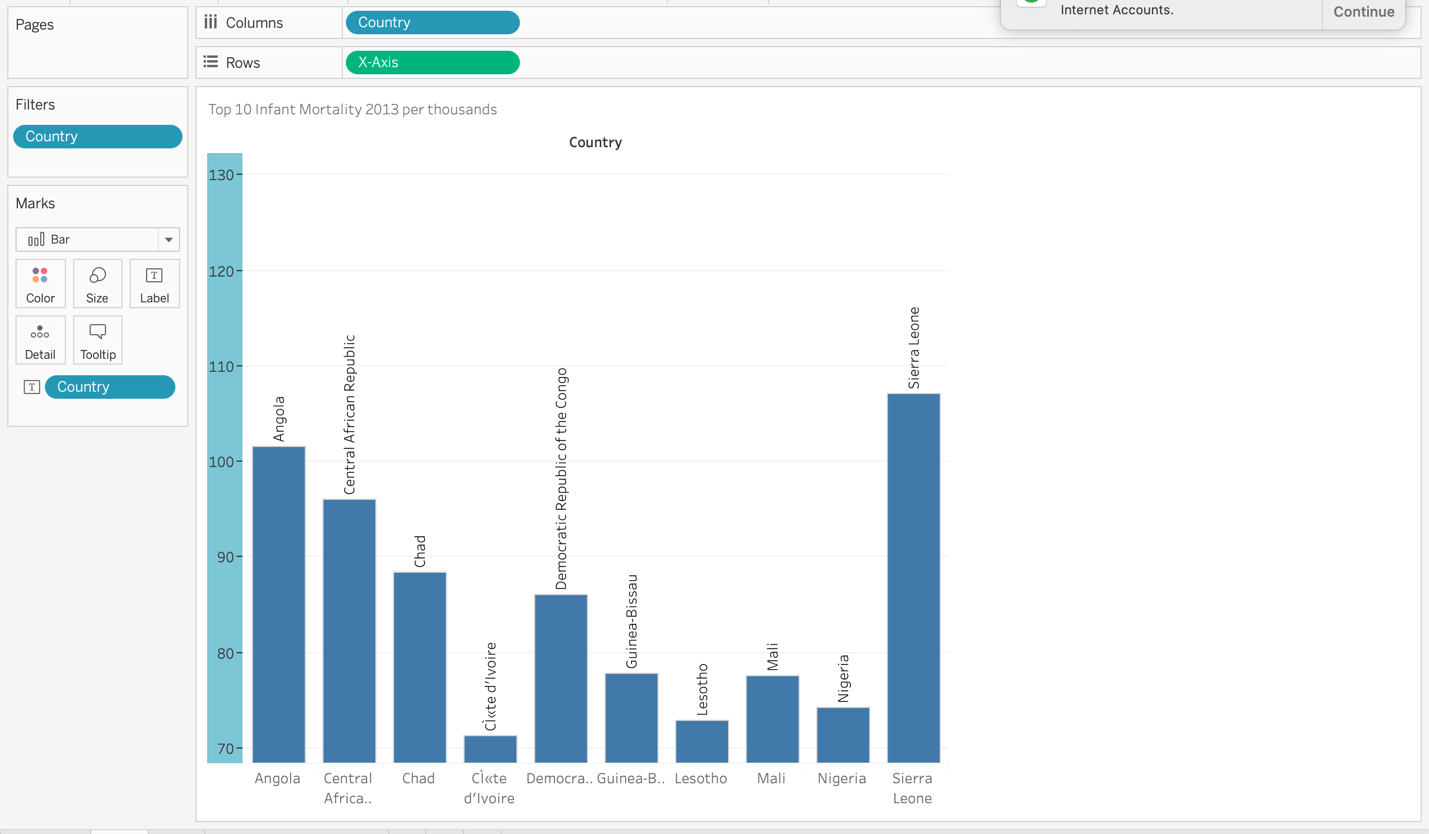 Pages
Columns
Country
Internet Accounts.
Continue
Rows
X-Axis
Filters
Country
Marks
Bar
Color
Size
Label
Detail
Tooltip
Country
Top 10 Infant Mortality 2013 per thousands
Country
130
120
110
100
90
80
70
Angola
Central African Republic
Chad
CÌ«te d'Ivoire
Democratic Republic of the Congo
Guinea-Bissau
Lesotho
Mali
Nigeria
Sierra Leone
Angola
Central
Africa..
Chad
CÌ«te
d'Ivoire
Democra..
Guinea-B..
Lesotho
Mali
Nigeria
Sierra
Leone